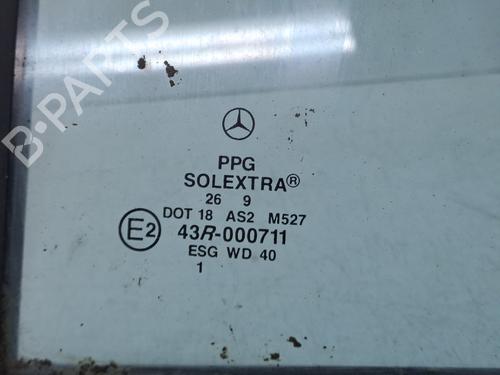 B-PARTS
PPG
SOLEXTRA®
26 9
DOT 18 AS2 M527
E2 43R-000711
ESG WD 40
1